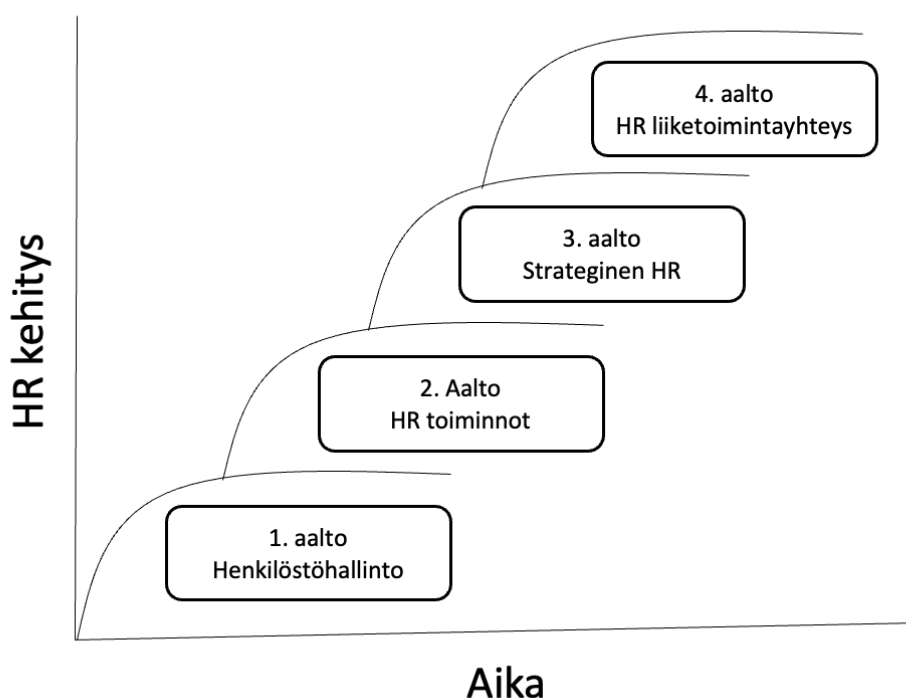 4. aalto
HR liiketoimintayhteys
3. aalto
Strateginen HR
2. Aalto
HR toiminnot
1. aalto
Henkilöstöhallinto
HR kehitys
Aika